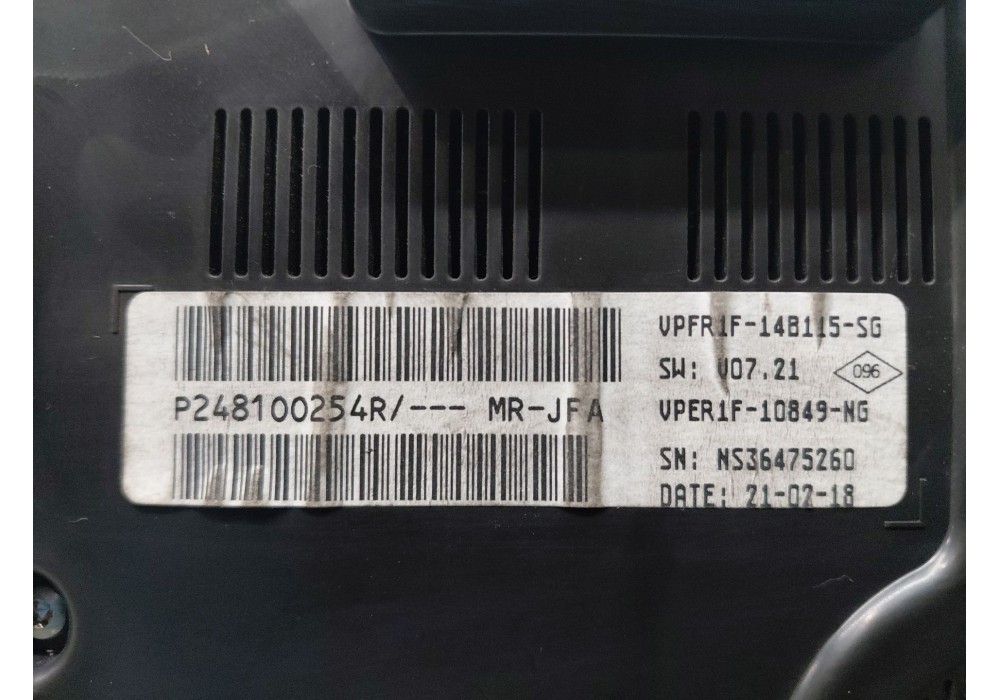 P248100254R/--- MR-JFA
VPFR1F-14B115-SG
SW: V07.21
096
VPER1F-10849-NG
SN: NS36475260
DATE: 21-02-18